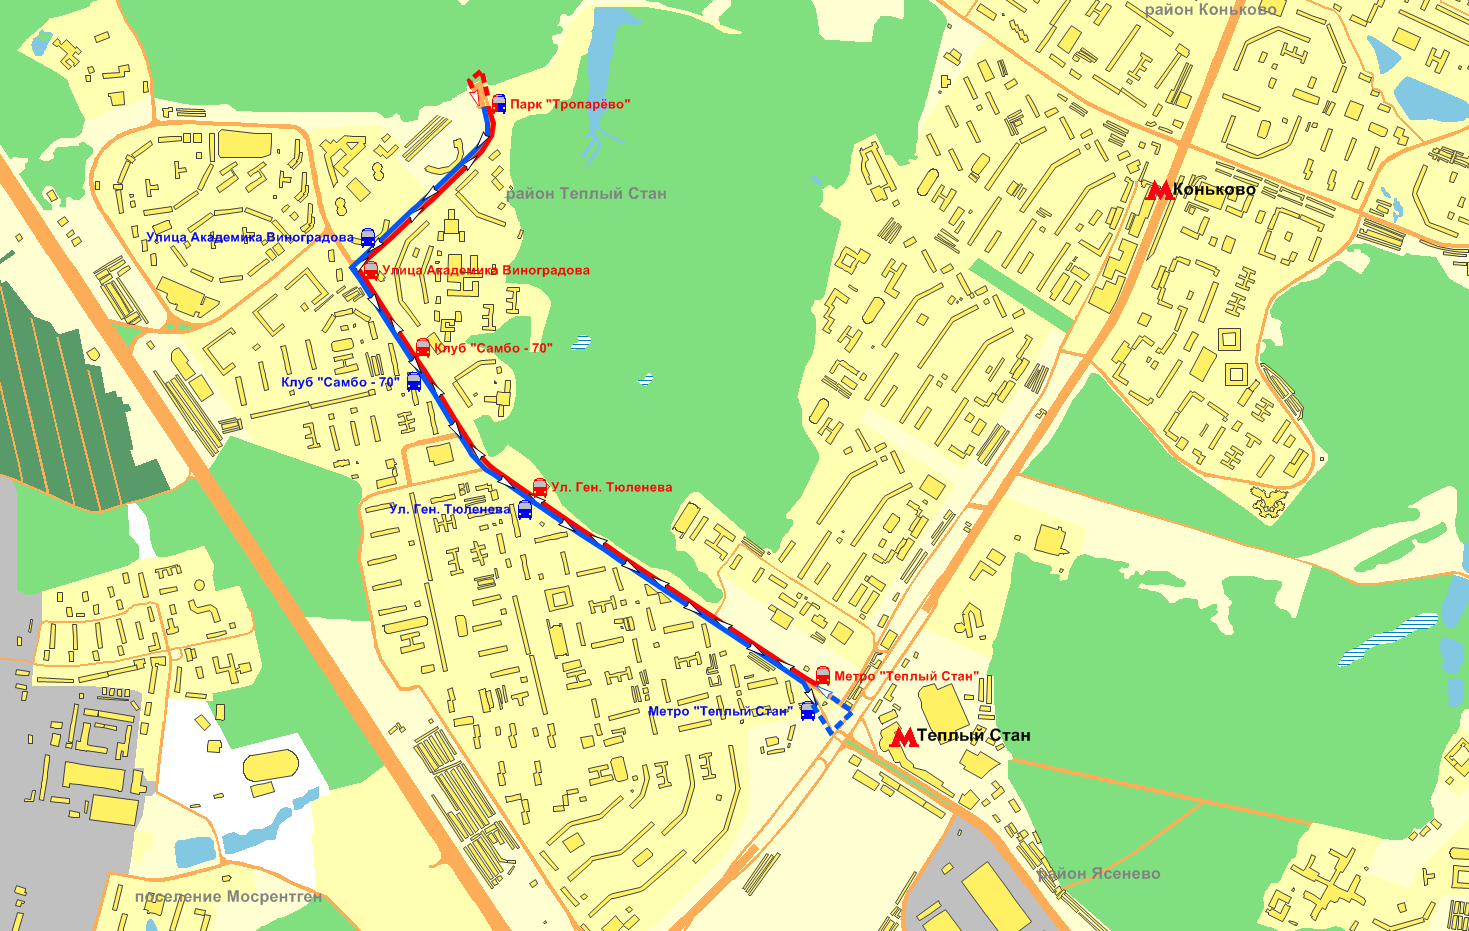 район Коньково
Парк "Тропарёво"
Коньково
район Теплый Стан
Улица Академика Виноградова
Улица Академика Виноградова
Клуб "Самбо - 70"
Клуб "Самбо - 70"
Ул. Ген. Тюленева
Ул. Ген. Тюленева
Метро "Теплый Стан"
Метро "Теплый Стан"
Теплый Стан
район Ясенево
поселение Мосрентген